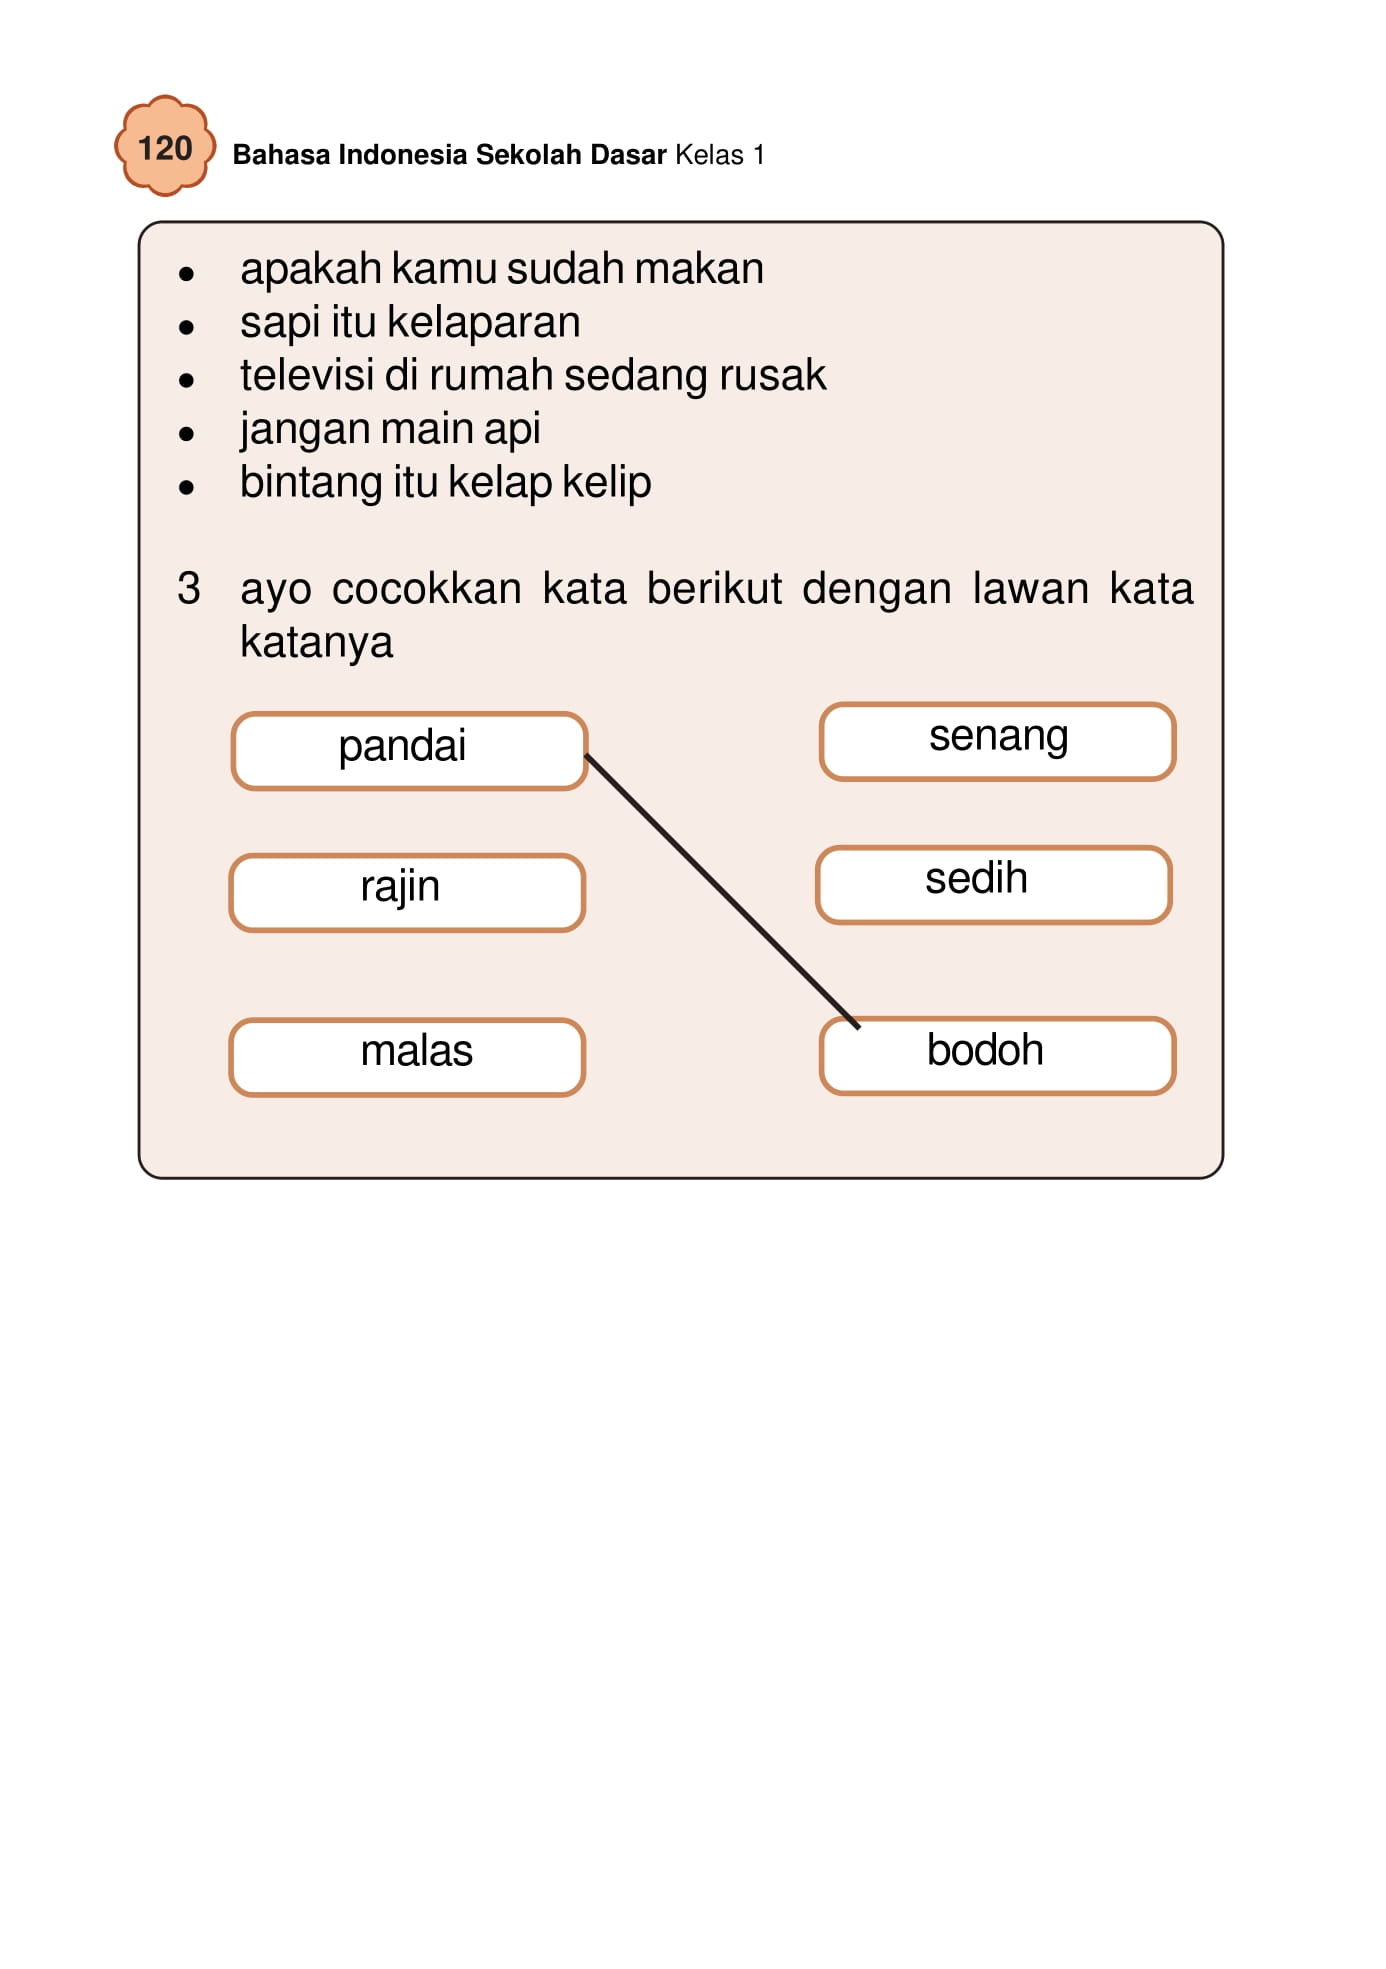 120
Bahasa Indonesia Sekolah Dasar Kelas 1
• apakah kamu sudah makan
• sapi itu kelaparan
• televisi di rumah sedang rusak
• jangan main api
• bintang itu kelap kelip
3 ayo cocokkan kata berikut dengan lawan kata
katanya
pandai
senang
rajin
sedih
malas
bodoh